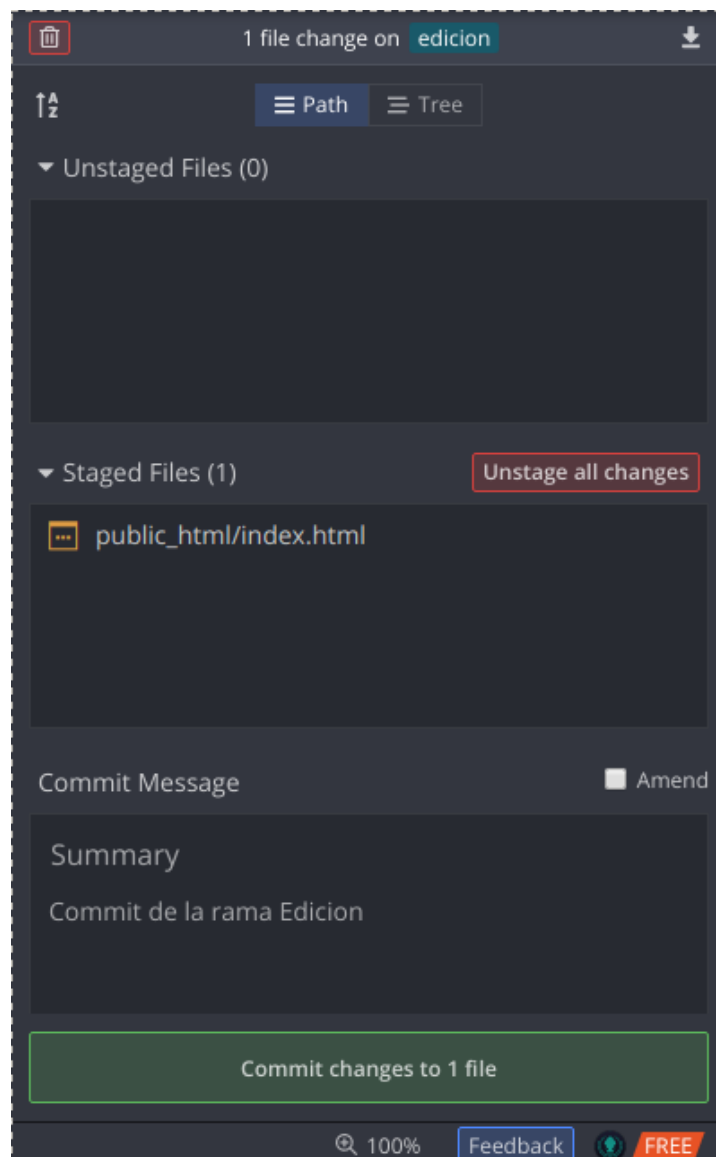 1 file change on edicion
Path Tree
Unstaged Files (0)
Staged Files (1) Unstage all changes
public_html/index.html
Commit Message Amend
Summary
Commit de la rama Edicion
Commit changes to 1 file
100% Feedback FREE